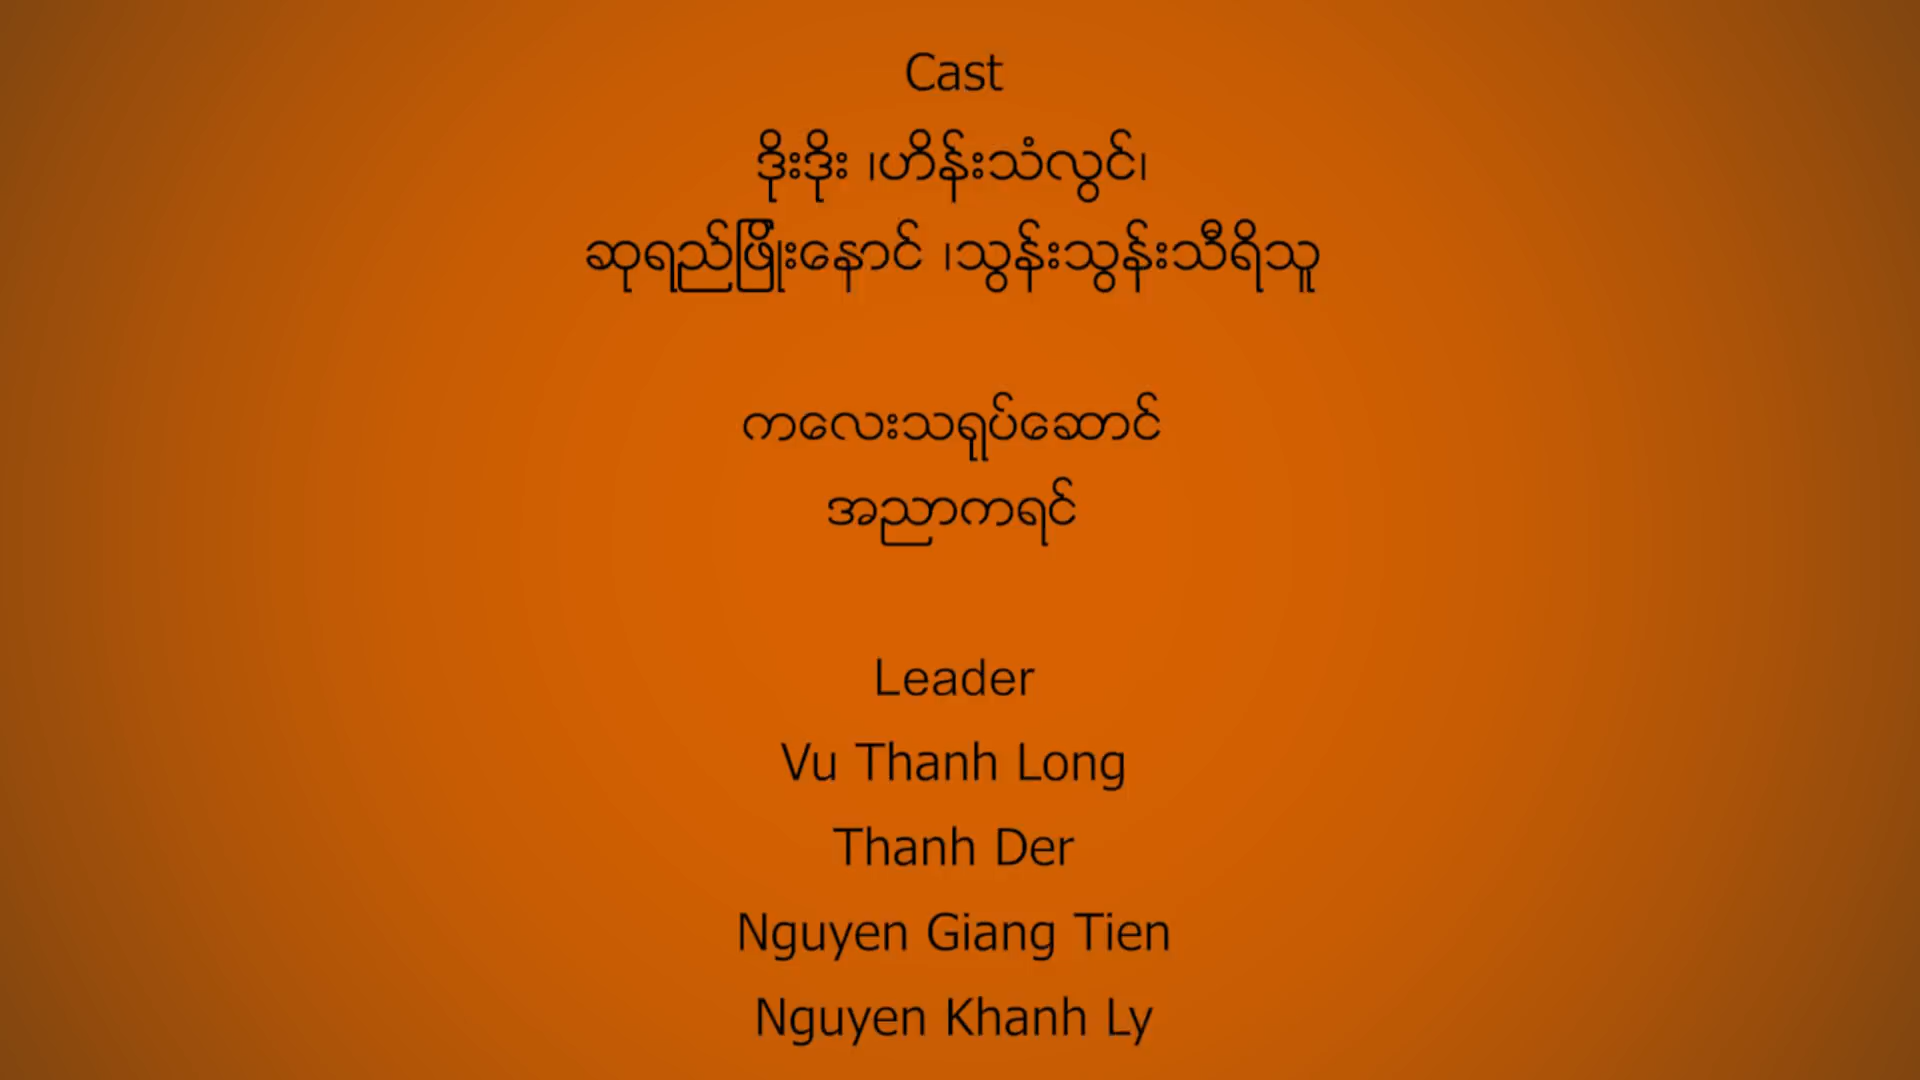 Cast
ဒိုးဒိုး ၊ဟိန်းသံလွင်၊
ဆုရည်ဖြိုးနောင် ၊သွန်းသွန်းသီရိသူ
ကလေးသရုပ်ဆောင်
အညာကရင်
Leader
Vu Thanh Long
Thanh Der
Nguyen Giang Tien
Nguyen Khanh Ly